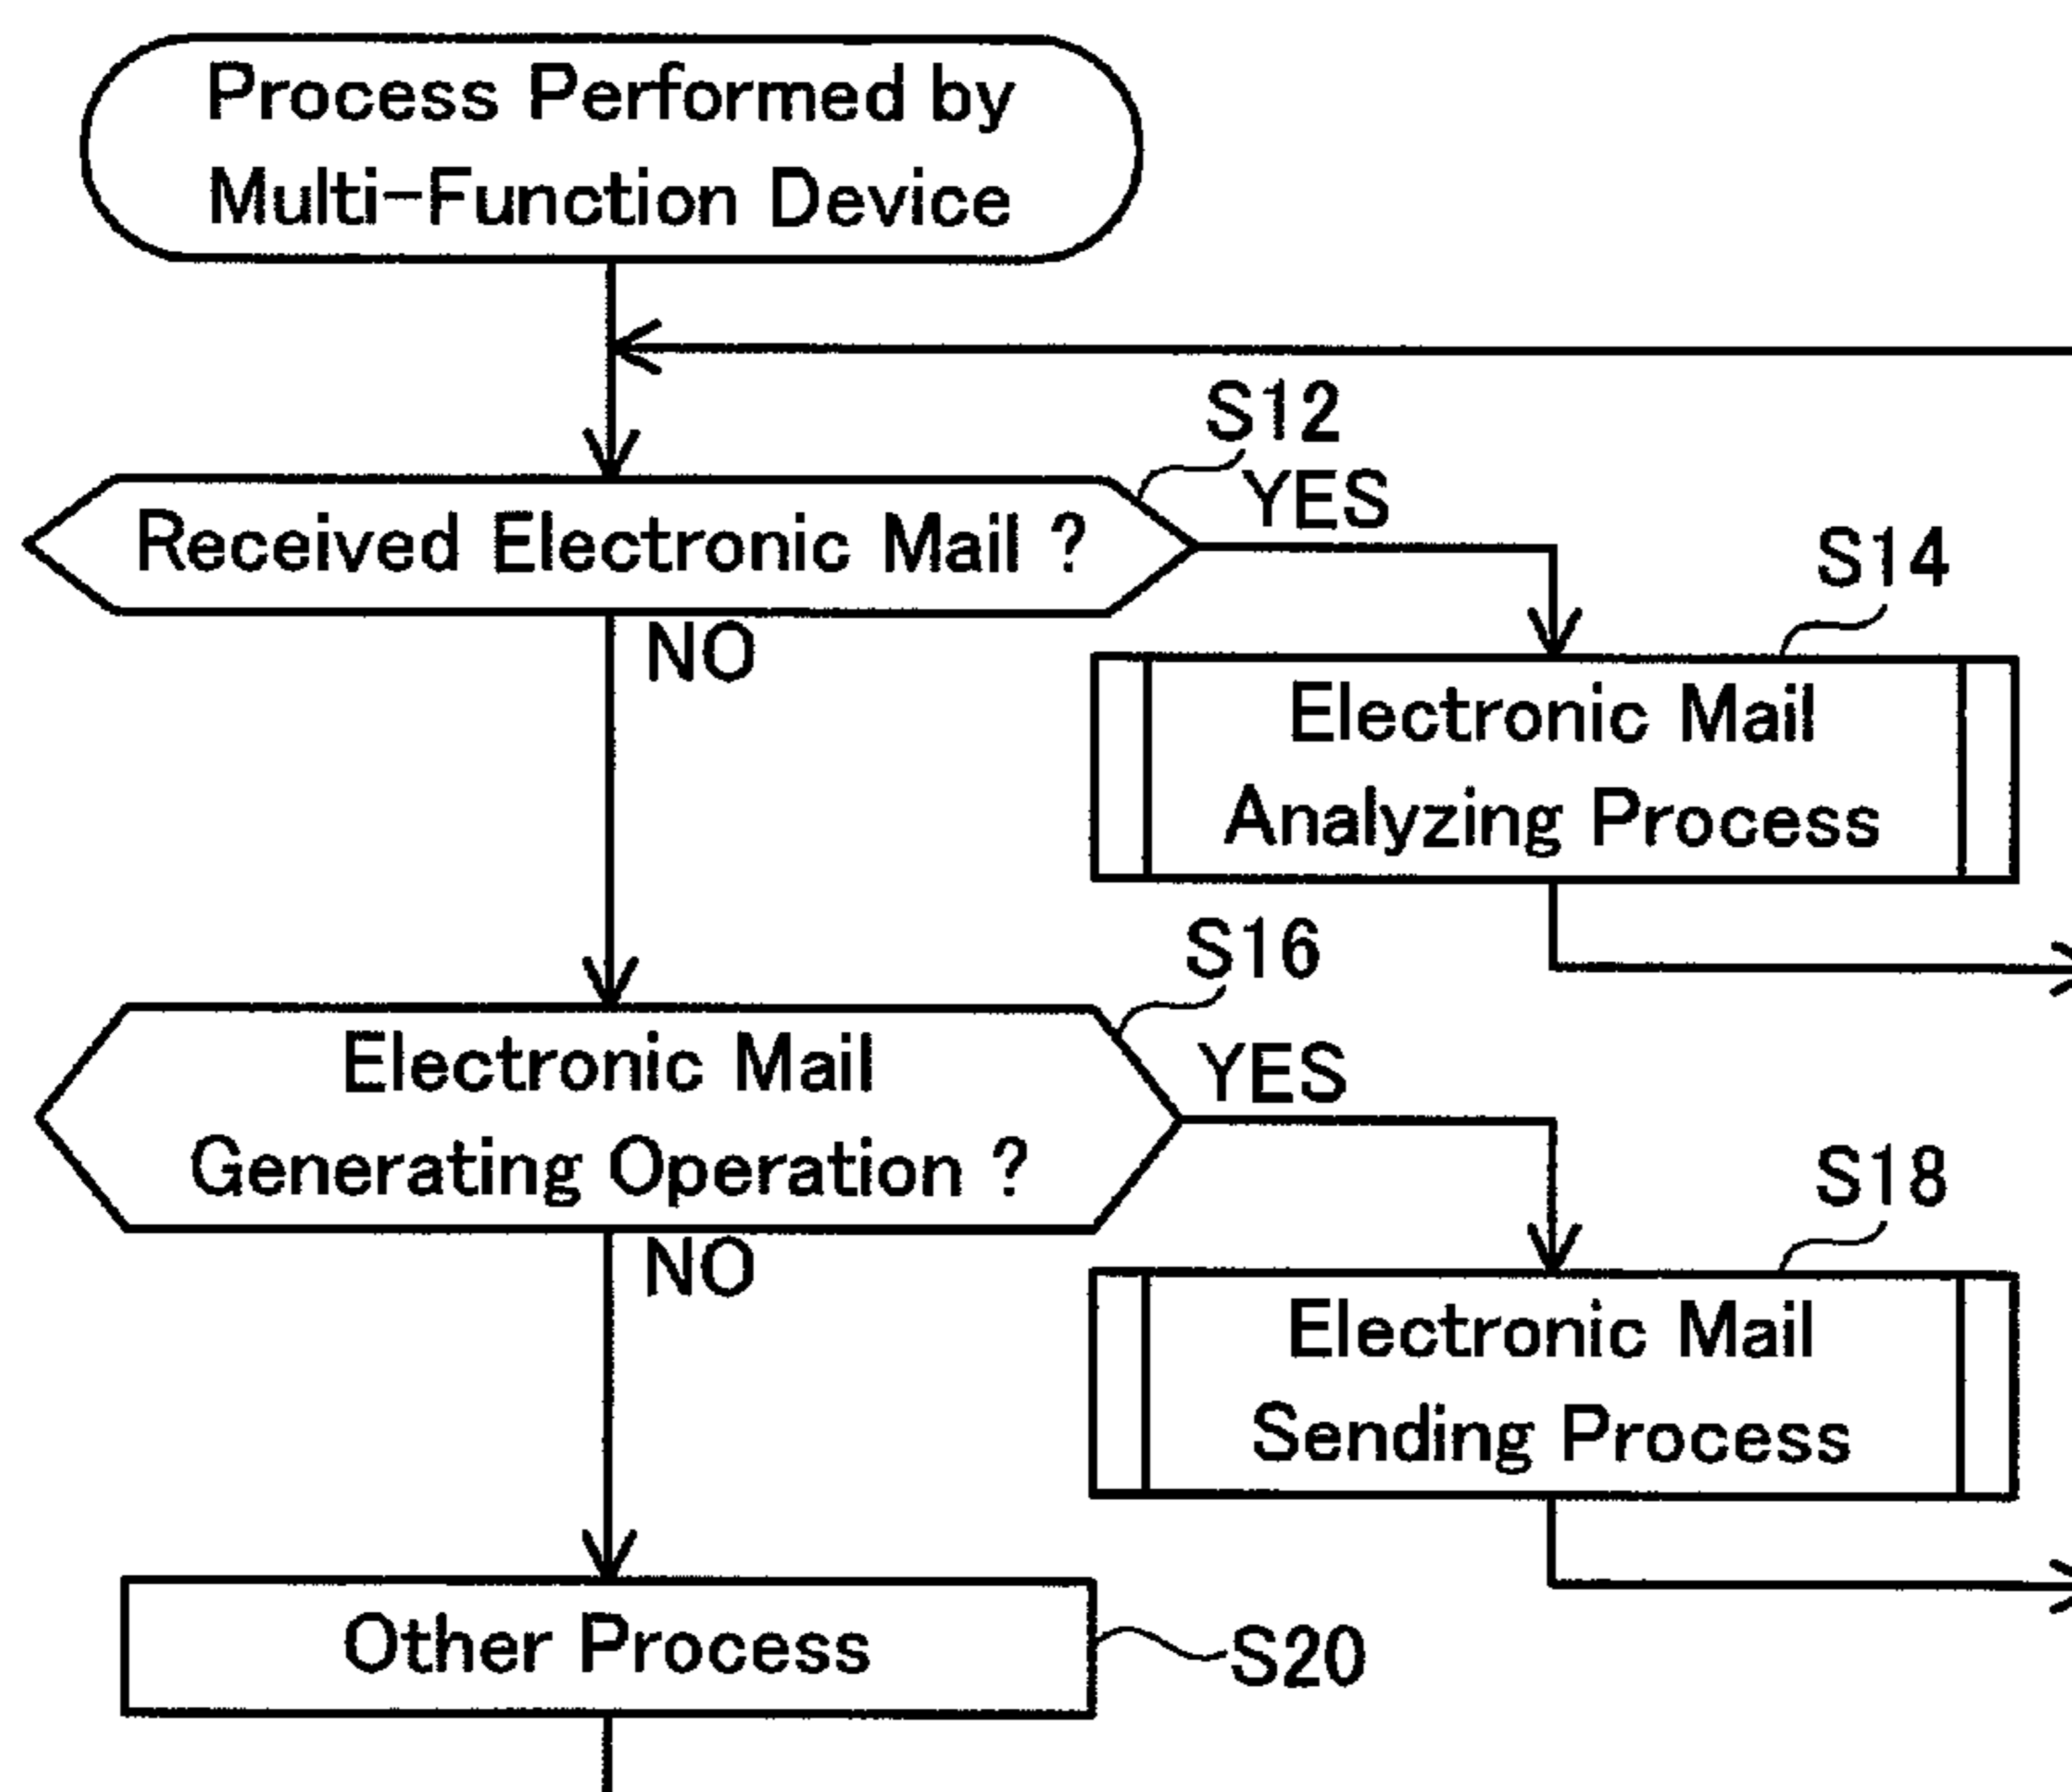 Process Performed by
Multi-Function Device
S12
YES
Received Electronic Mail ?
NO
S14
Electronic Mail
Analyzing Process
S16
YES
Electronic Mail
Generating Operation ?
NO
S18
Electronic Mail
Sending Process
Other Process
S20